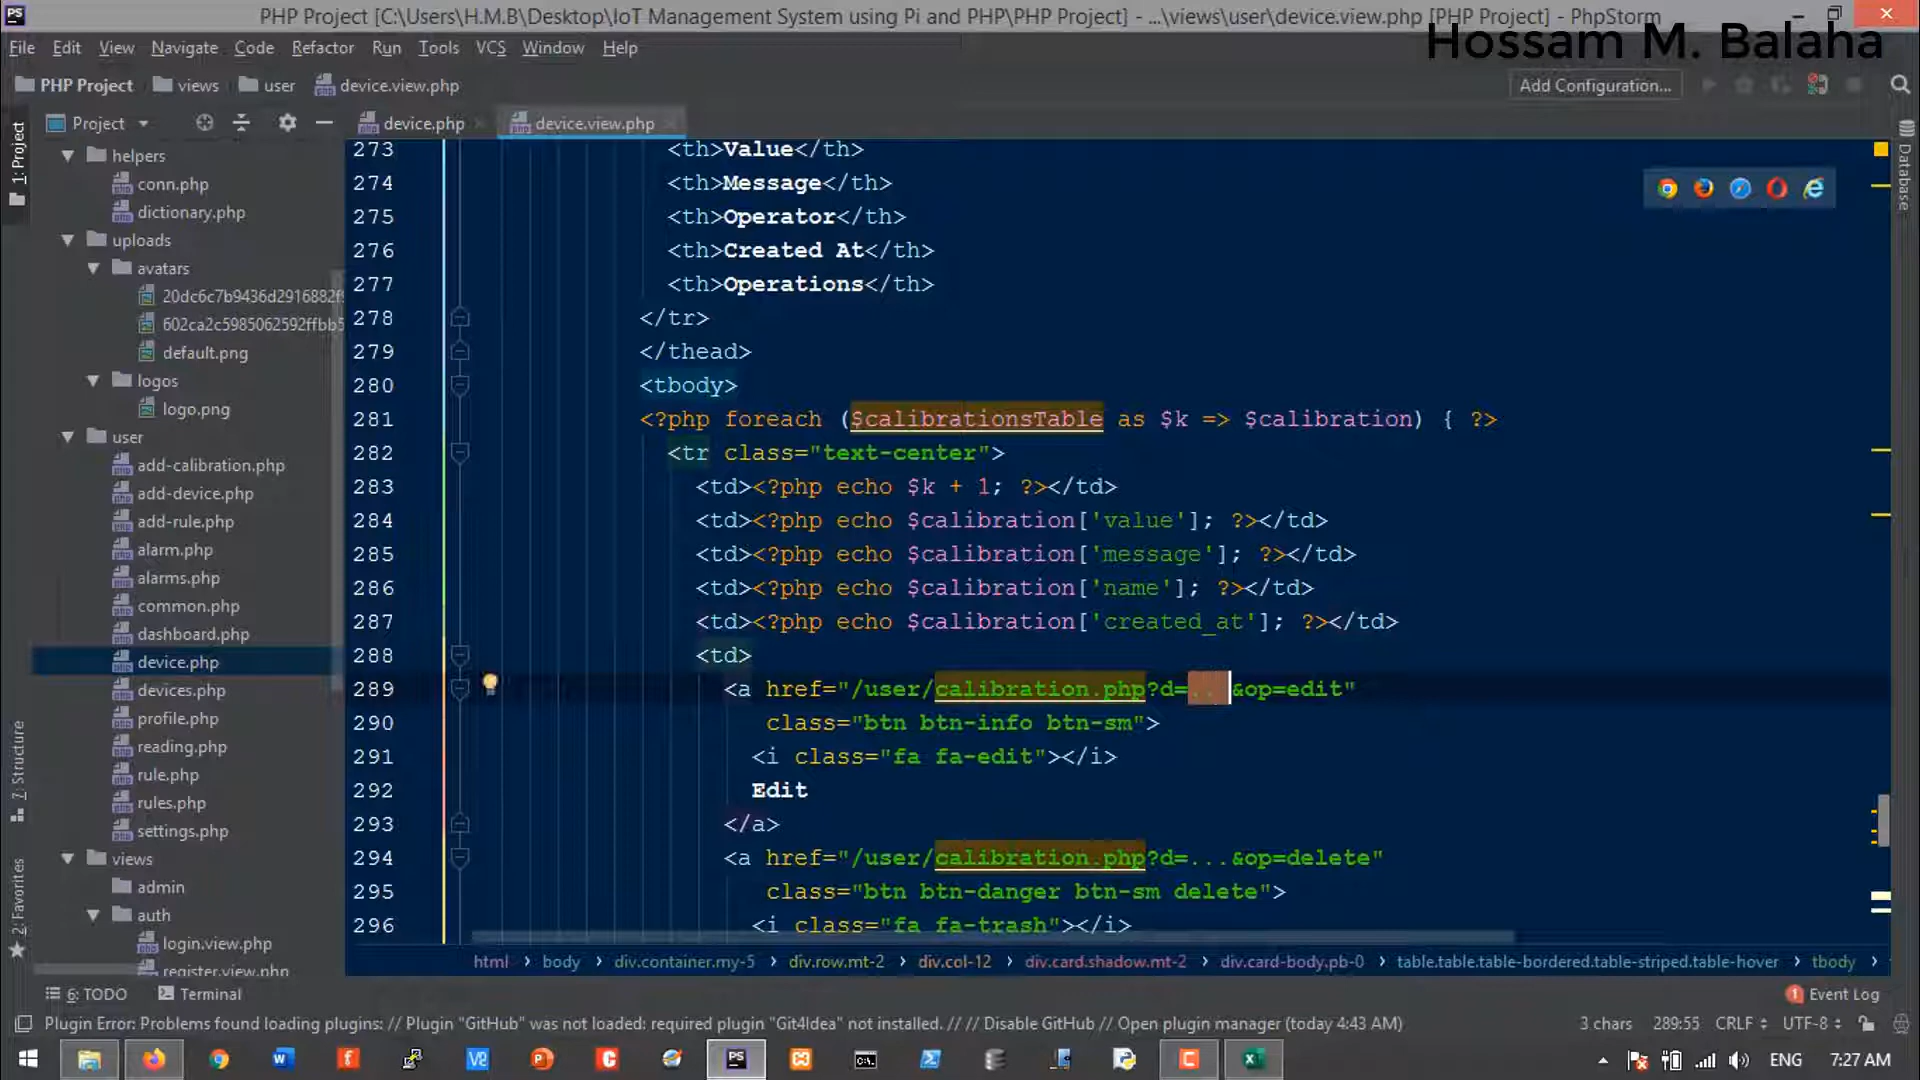 PHP Project [C:\Users\H.M.B\Desktop\IoT Management System using Pi and PHP\PHP Project] - ...\views\user\device.view.php [PHP Project] - PhpStorm
Hossam M. Balaha
File Edit View Navigate Code Refactor Run Tools VCS Window Help
PHP Project views user device.view.php Add Configuration...
Project device.php device.view.php
1: Project
Database
7: Structure
2: Favorites
helpers
conn.php
dictionary.php
uploads
avatars
20dc6c7b9436d2916882f
602ca2c5985062592ffbb5
default.png
logos
logo.png
user
add-calibration.php
add-device.php
add-rule.php
alarm.php
alarms.php
common.php
dashboard.php
device.php
devices.php
profile.php
reading.php
rule.php
rules.php
settings.php
views
admin
auth
login.view.php
register.view.php
273 <th>Value</th>
274 <th>Message</th>
275 <th>Operator</th>
276 <th>Created At</th>
277 <th>Operations</th>
278 </tr>
279 </thead>
280 <tbody>
281 <?php foreach ($calibrationsTable as $k => $calibration) { ?>
282 <tr class="text-center">
283 <td><?php echo $k + 1; ?></td>
284 <td><?php echo $calibration['value']; ?></td>
285 <td><?php echo $calibration['message']; ?></td>
286 <td><?php echo $calibration['name']; ?></td>
287 <td><?php echo $calibration['created_at']; ?></td>
288 <td>
289 <a href="/user/calibration.php?d=...&op=edit"
290 class="btn btn-info btn-sm">
291 <i class="fa fa-edit"></i>
292 Edit
293 </a>
294 <a href="/user/calibration.php?d=...&op=delete"
295 class="btn btn-danger btn-sm delete">
296 <i class="fa fa-trash"></i>
html › body › div.container.my-5 › div.row.mt-2 › div.col-12 › div.card.shadow.mt-2 › div.card-body.pb-0 › table.table.table-bordered.table-striped.table-hover › tbody ›
6: TODO Terminal 1 Event Log
Plugin Error: Problems found loading plugins: // Plugin "GitHub" was not loaded: required plugin "Git4Idea" not installed. // // Disable GitHub // Open plugin manager (today 4:43 AM) 3 chars 289:55 CRLF UTF-8
ENG 7:27 AM